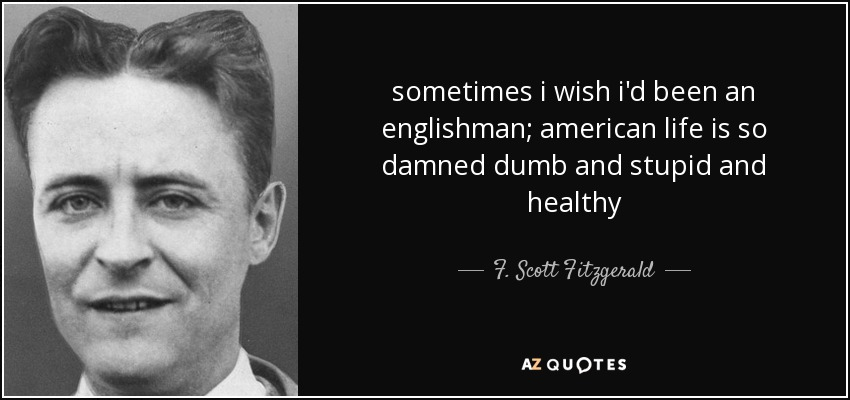 sometimes i wish i'd been an
englishman; american life is so
damned dumb and stupid and
healthy
F. Scott Fitzgerald
AZ QUOTES